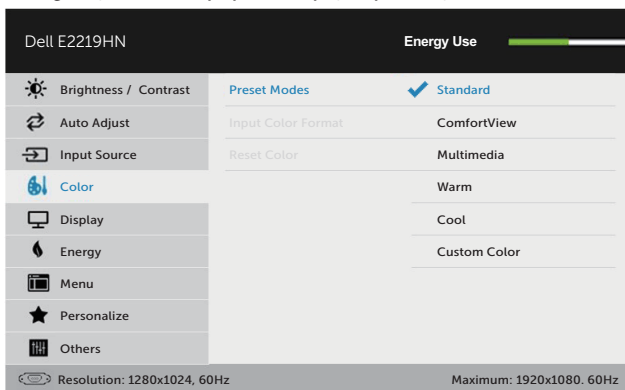 Dell E2219HN Energy Use
Brightness / Contrast Preset Modes Standard
Auto Adjust Input Color Format ComfortView
Input Source Reset Color Multimedia
Color Warm
Display Cool
Energy Custom Color
Menu
Personalize
Others
Resolution: 1280x1024, 60Hz Maximum: 1920x1080. 60Hz